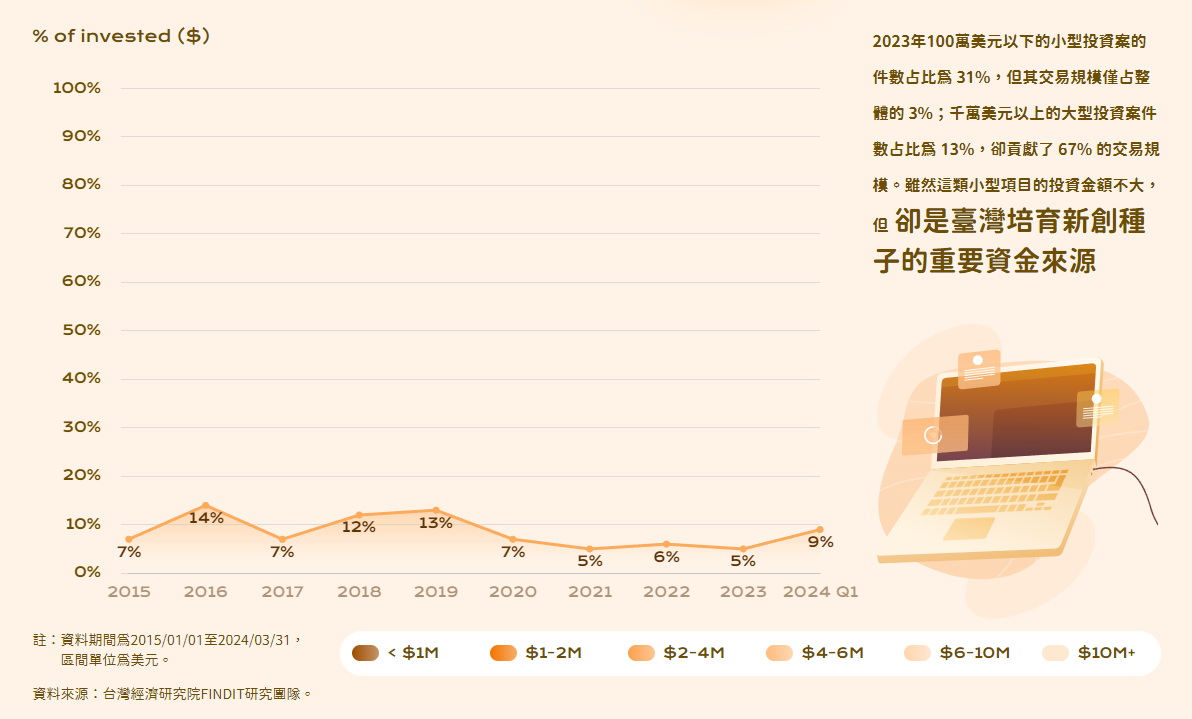 % of invested ($)
100%
90%
80%
70%
60%
50%
40%
30%
20%
10%
0%
7%
14%
7%
12%
13%
7%
5%
6%
5%
9%
2015
2016
2017
2018
2019
2020
2021
2022
2023
2024 Q1
2023年100萬美元以下的小型投資案的
件數占比為 31%，但其交易規模僅占整
體的 3%；千萬美元以上的大型投資案件
數占比為 13%，卻貢獻了 67% 的交易規
模。雖然這類小型項目的投資金額不大，
但 卻是臺灣培育新創種
子的重要資金來源
註：資料期間為2015/01/01至2024/03/31，
區間單位為美元。
資料來源：台灣經濟研究院FINDIT研究團隊。
< $1M
$1-2M
$2-4M
$4-6M
$6-10M
$10M+